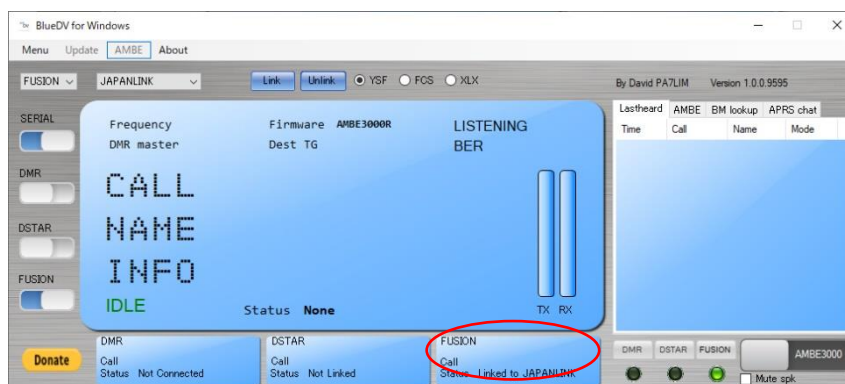 BlueDV for Windows
Menu Update AMBE About
FUSION JAPANLINK Link Unlink YSF FCS XLX By David PA7LIM Version 1.0.0.9595
Lastheard AMBE BM lookup APRS chat
Time Call Name Mode
SERIAL
DMR
DSTAR
FUSION
Frequency Firmware AMBE3000R LISTENING
DMR master Dest TG BER
CALL
NAME
INFO
IDLE Status None TX RX
Donate
DMR
Call
Status Not Connected
DSTAR
Call
Status Not Linked
FUSION
Call
Status Linked to JAPANLINK
DMR DSTAR FUSION AMBE3000
Mute spk